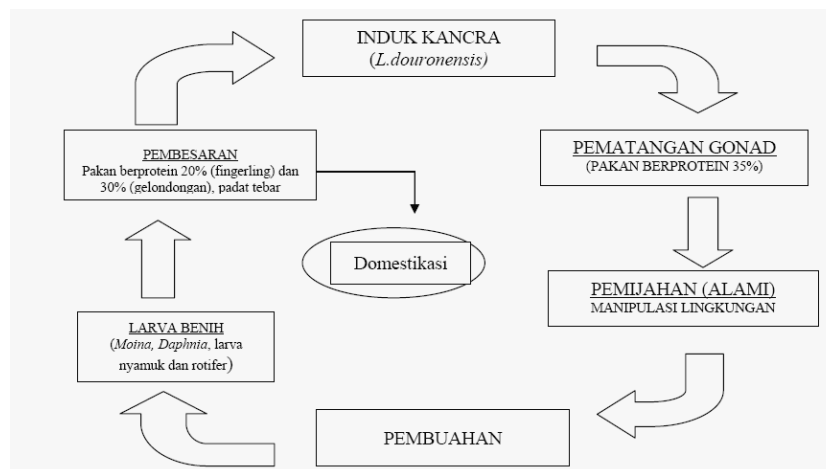 INDUK KANCRA
(L.douronensis)
PEMATANGAN GONAD
(PAKAN BERPROTEIN 35%)
PEMIJAHAN (ALAMI)
MANIPULASI LINGKUNGAN
PEMBUAHAN
LARVA BENIH
(Moina, Daphnia, larva
nyamuk dan rotifer)
PEMBESARAN
Pakan berprotein 20% (fingerling) dan
30% (gelondongan), padat tebar
Domestikasi